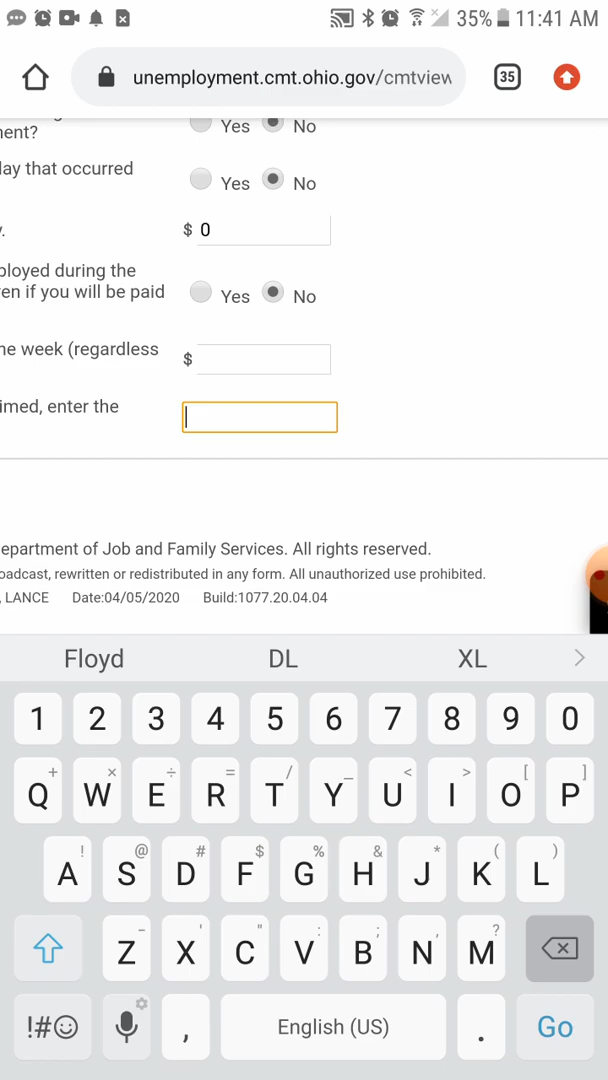 35% 11:41 AM
unemployment.cmt.ohio.gov/cmtview
35
ment?
Yes No
lay that occurred
Yes No
$ 0
y.
ployed during the
en if you will be paid
Yes No
he week (regardless
$
imed, enter the
epartment of Job and Family Services. All rights reserved.
oadcast, rewritten or redistributed in any form. All unauthorized use prohibited.
, LANCE Date:04/05/2020 Build:1077.20.04.04
Floyd DL XL >
1 2 3 4 5 6 7 8 9 0
+ × ÷ = / _ < > [ ]
Q W E R T Y U I O P
! @ # $ % & * ( )
A S D F G H J K L
- ' " : ; , ?
Z X C V B N M
!#☺ , English (US) . Go